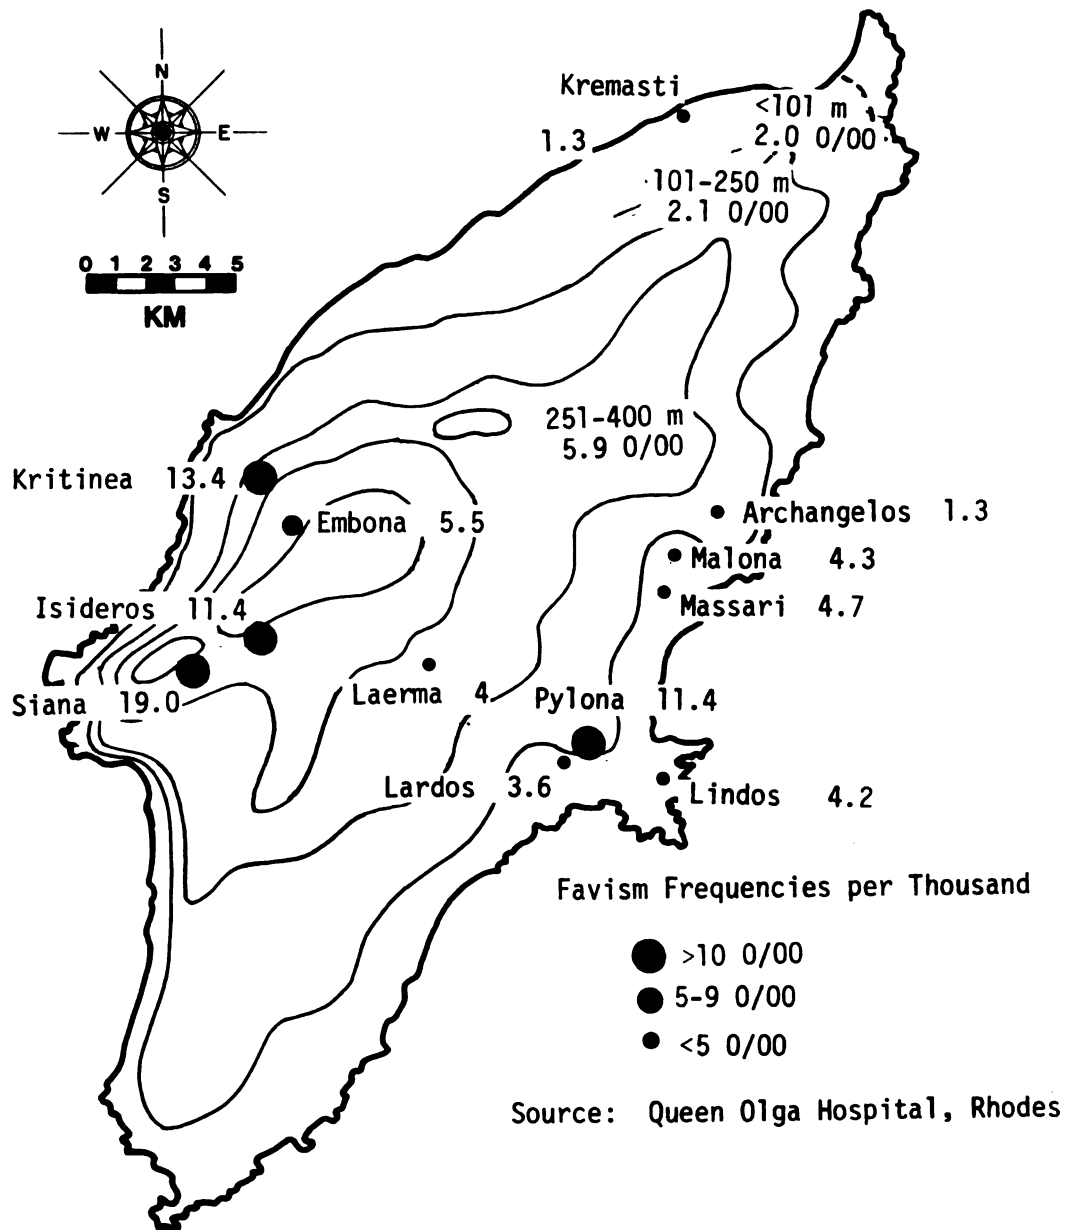 N
W E
S
0 1 2 3 4 5
KM
Kremasti
1.3
<101 m
2.0 0/00
101-250 m
2.1 0/00
251-400 m
5.9 0/00
Kritinea 13.4
Embona 5.5
Archangelos 1.3
Malona 4.3
Massari 4.7
Isideros 11.4
Siana 19.0
Laerma 4
Pylona 11.4
Lardos 3.6
Lindos 4.2
Favism Frequencies per Thousand
>10 0/00
5-9 0/00
<5 0/00
Source: Queen Olga Hospital, Rhodes